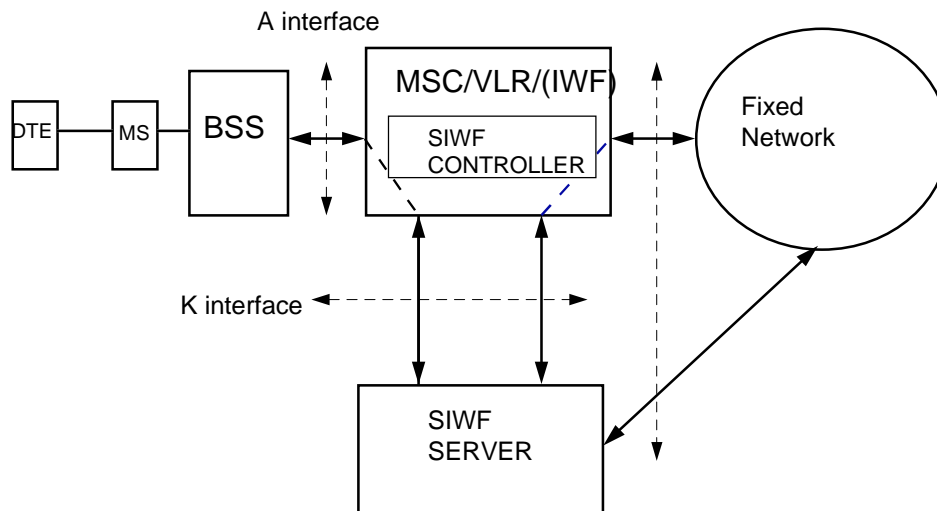 A interface
MSC/VLR/(IWF)
SIWF
CONTROLLER
DTE
MS
BSS
Fixed
Network
K interface
SIWF
SERVER